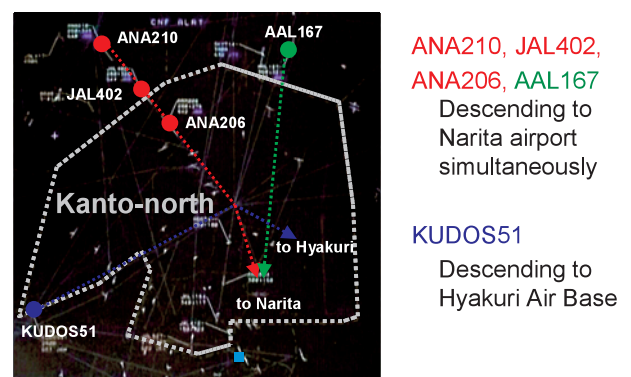 CNF_ALRT
ANA210
AAL167
JAL402
ANA206
Kanto-north
to Hyakuri
to Narita
KUDOS51
ANA210, JAL402,
ANA206, AAL167
Descending to
Narita airport
simultaneously
KUDOS51
Descending to
Hyakuri Air Base